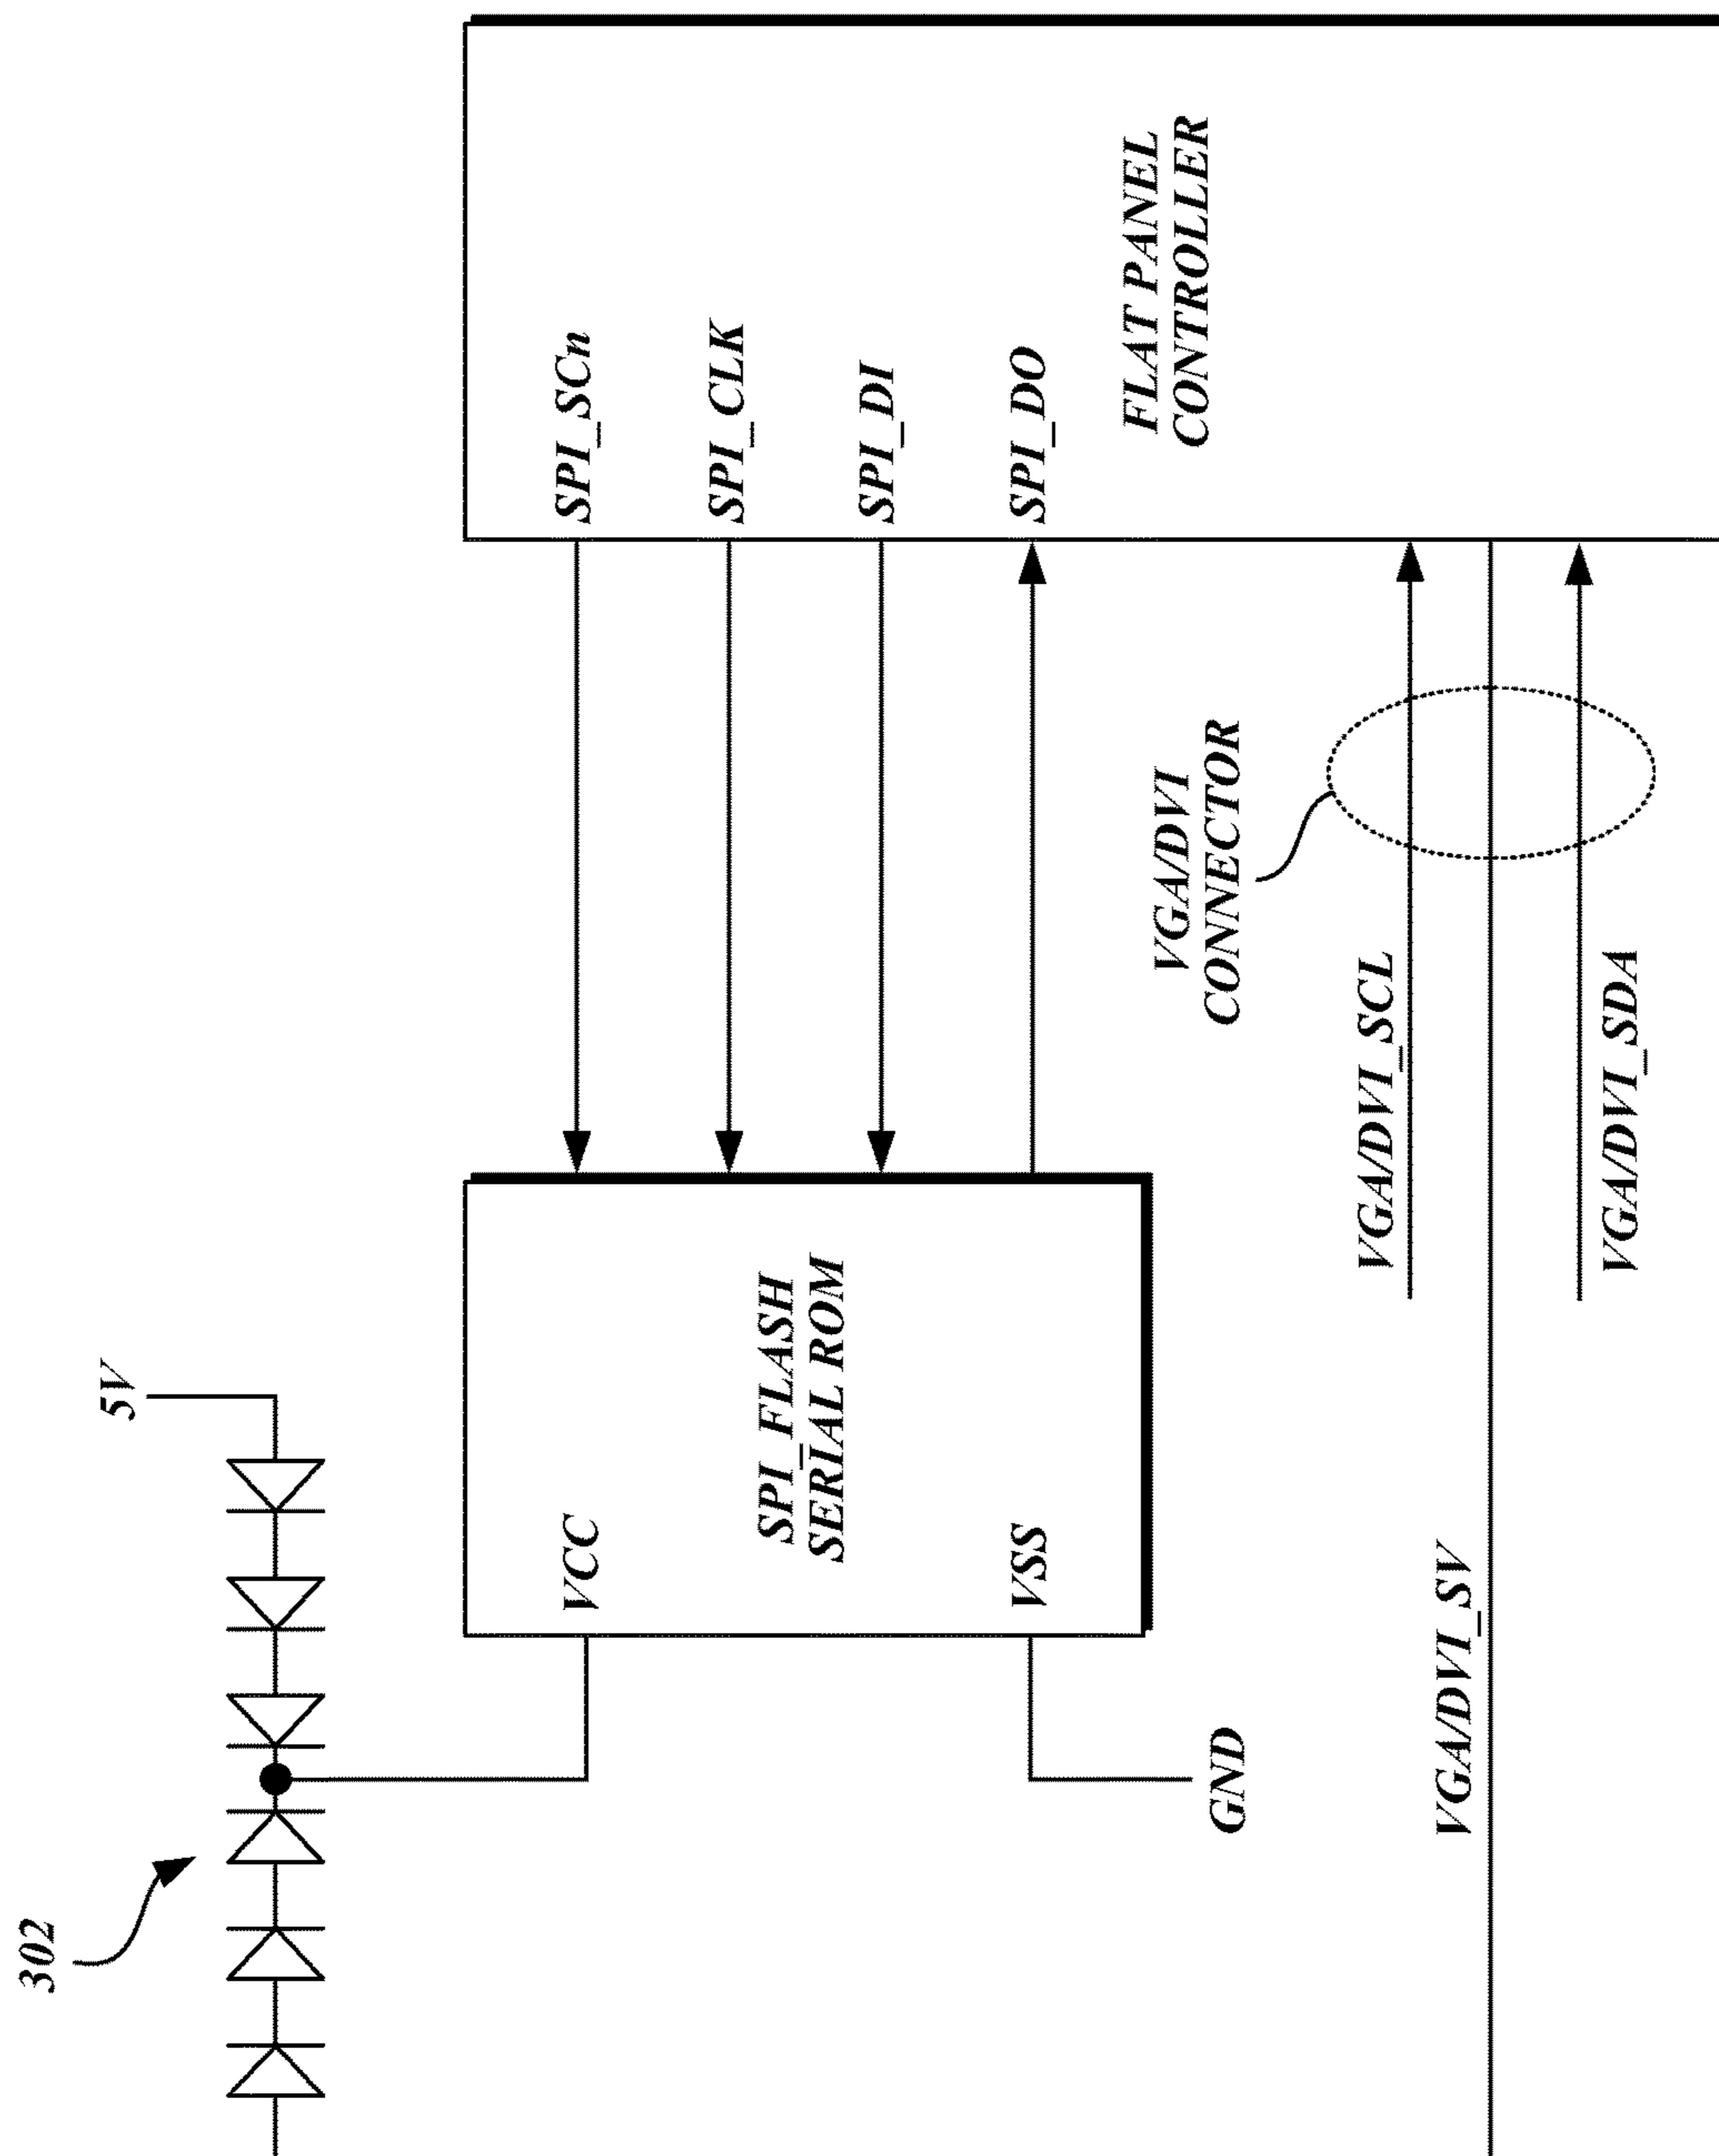 302
5V
VCC
SPI_SCn
SPI_CLK
SPI_FLASH
SERIAL ROM
SPI_DI
VSS
SPI_DO
FLAT PANEL
CONTROLLER
VGA/DVI
CONNECTOR
GND
VGA/DVI_SCL
VGA/DVI_SV
VGA/DVI_SDA